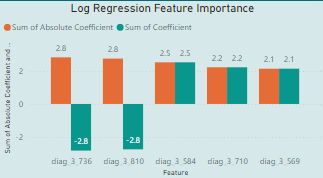 Log Regression Feature Importance
Sum of Absolute Coefficient Sum of Coefficient
2.8 2.8 2.5 2.5 2.2 2.2 2.1 2.1
2
0
-2
-2.8 -2.8
Sum of Absolute Coefficient and ...
diag_3_736 diag_3_810 diag_3_584 diag_3_710 diag_3_569
Feature